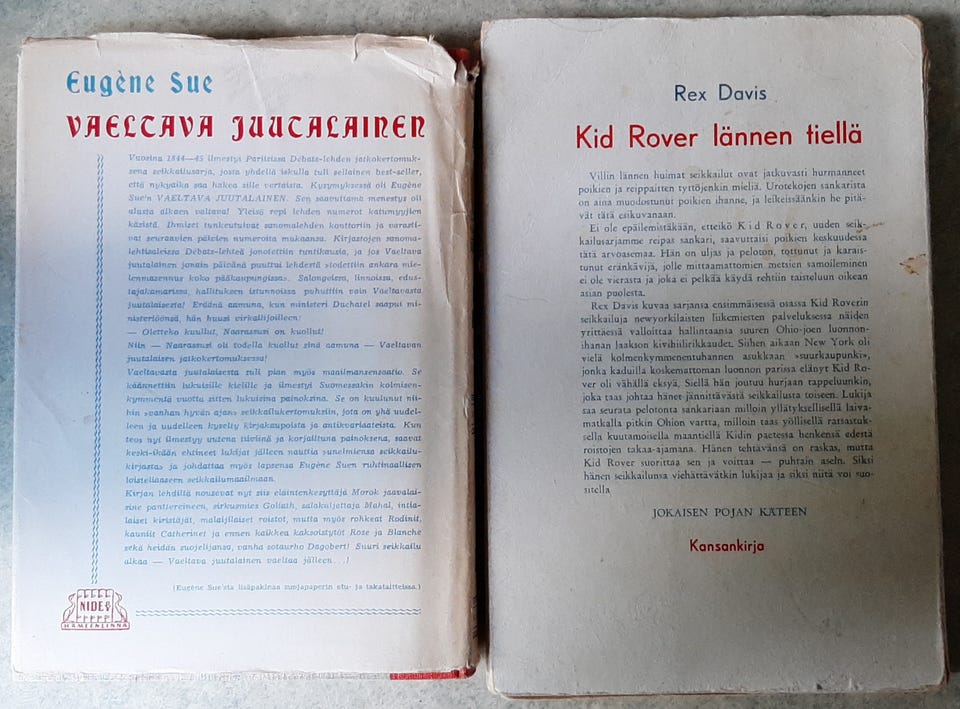 Eugène Sue
VAELTAVA JUUTALAINEN
Vuosina 1844—45 ilmestyi Pariisissa Débats-lehden jatkokertomuk-
sena seikkailusarja, josta yhdellä iskulla tuli sellainen best-seller,
että nykyaika saa hakea sille vertaista. Kysymyksessä oli Eugène
Sue'n VAELTAVA JUUTALAINEN. Sen saavuttama menestys oli
alusta alkaen valtava! Yleisö repi lehden numerot katumyyjien
käsistä. Ihmiset tunkeutuivat sanomalehden konttoriin ja varasti-
vat seuraavien päivien numeroita mukaansa. Kirjastojen sanoma-
lehtisaleissa Débats-lehteä jonotettiin tuntikausia, ja jos Vaeltava
juutalainen jonain päivänä puuttui lehdestä »todettiin ankara mie-
lenmasennus koko pääkaupungissa». Salongeissa, linnoissa, edus-
tajakamarissa, hallituksen istunnoissa puhuttiin vain Vaeltavasta
juutalaisesta! Eräänä aamuna, kun ministeri Duchatel saapui mi-
nisteriöönsä, hän huusi virkailijoilleen:
— Oletteko kuullut, Naarassusi on kuollut!
Niin — Naarassusi oli todella kuollut sinä aamuna — Vaeltavan
juutalaisen jatkokertomuksessa!
Vaeltavasta juutalaisesta tuli pian myös maailmansensaatio. Se
käännettiin lukuisille kielille ja ilmestyi Suomessakin kolmisen-
kymmentä vuotta sitten lukuisina painoksina. Se on kuulunut nii-
hin »vanhan hyvän ajan» seikkailukertomuksiin, jota on yhä uudel-
leen ja uudelleen kyselty kirjakaupoista ja antikvariaateista. Kun
teos nyt ilmestyy uutena tiiviinä ja korjailtuna painoksena, saavat
keski-ikään ehtineet lukijat jälleen nauttia »unelmiensa seikkailu-
kirjasta» ja johdattaa myös lapsensa Eugène Suen ruhtinaallisen
loisteliaaseen seikkailumaailmaan.
Kirjan lehdiltä nousevat nyt siis eläintenkesyttäjä Morok jaavalai-
sine panttereineen, sirkusmies Goliath, salakuljettaja Mahal, intia-
laiset kiristäjät, malaijilaiset roistot, mutta myös rohkeat Rodinit,
kauniit Catherinet ja ennen kaikkea kaksoistytöt Rose ja Blanche
sekä heidän suojelijansa, vanha soturiho Dagobert! Suuri seikkailu
alkaa — Vaeltava juutalainen vaeltaa jälleen . . .!
(Eugène Sue'sta lisäpakinaa suojapaperin etu- ja takataitteissa.)
NIDE
HÄMEENLINNA
Rex Davis
Kid Rover lännen tiellä
Villin lännen huimat seikkailut ovat jatkuvasti hurmanneet
poikien ja reippaitten tyttöjenkin mieliä. Urotekojen sankarista
on aina muodostunut poikien ihanne, ja leikeissäänkin he pitä-
vät tätä esikuvanaan.
Ei ole epäilemistäkään, etteikö Kid Rover, uuden seik-
kailusarjamme reipas sankari, saavuttaisi poikien keskuudessa
tätä arvoasemaa. Hän on uljas ja peloton, tottunut ja karais-
tunut eränkävijä, jolle mittaamattomien metsien samoileminen
ei ole vierasta ja joka ei pelkää käydä rehtiin taisteluun oikean
asian puolesta.
Rex Davis kuvaa sarjansa ensimmäisessä osassa Kid Roverin
seikkailuja newyorkilaisten liikemiesten palveluksessa näiden
yrittäessä valloittaa hallintaansa suuren Ohio-joen luonnon-
ihanan laakson kivihiilirikkaudet. Siihen aikaan New York oli
vielä kolmenkymmenentuhannen asukkaan »suurkaupunki»,
jonka kaduilla koskemattoman luonnon parissa elänyt Kid Ro-
ver oli vähällä eksyä. Siellä hän joutuu hurjaan tappeluunkin,
joka taas johtaa hänet jännittävästä seikkailusta toiseen. Lukija
saa seurata pelotonta sankariaan milloin yllätyksellisellä laiva-
matkalla pitkin Ohion vartta, milloin taas yöllisellä ratsastuk-
sella kuutamoisella maantiellä Kidin paetessa henkensä edestä
roistojen takaa-ajamana. Hänen tehtävänsä on raskas, mutta
Kid Rover suorittaa sen ja voittaa — puhtain asein. Siksi
hänen seikkailunsa viehättävätkin lukijaa ja siksi niitä voi suo-
sitella
JOKAISEN POJAN KÄTEEN
Kansankirja